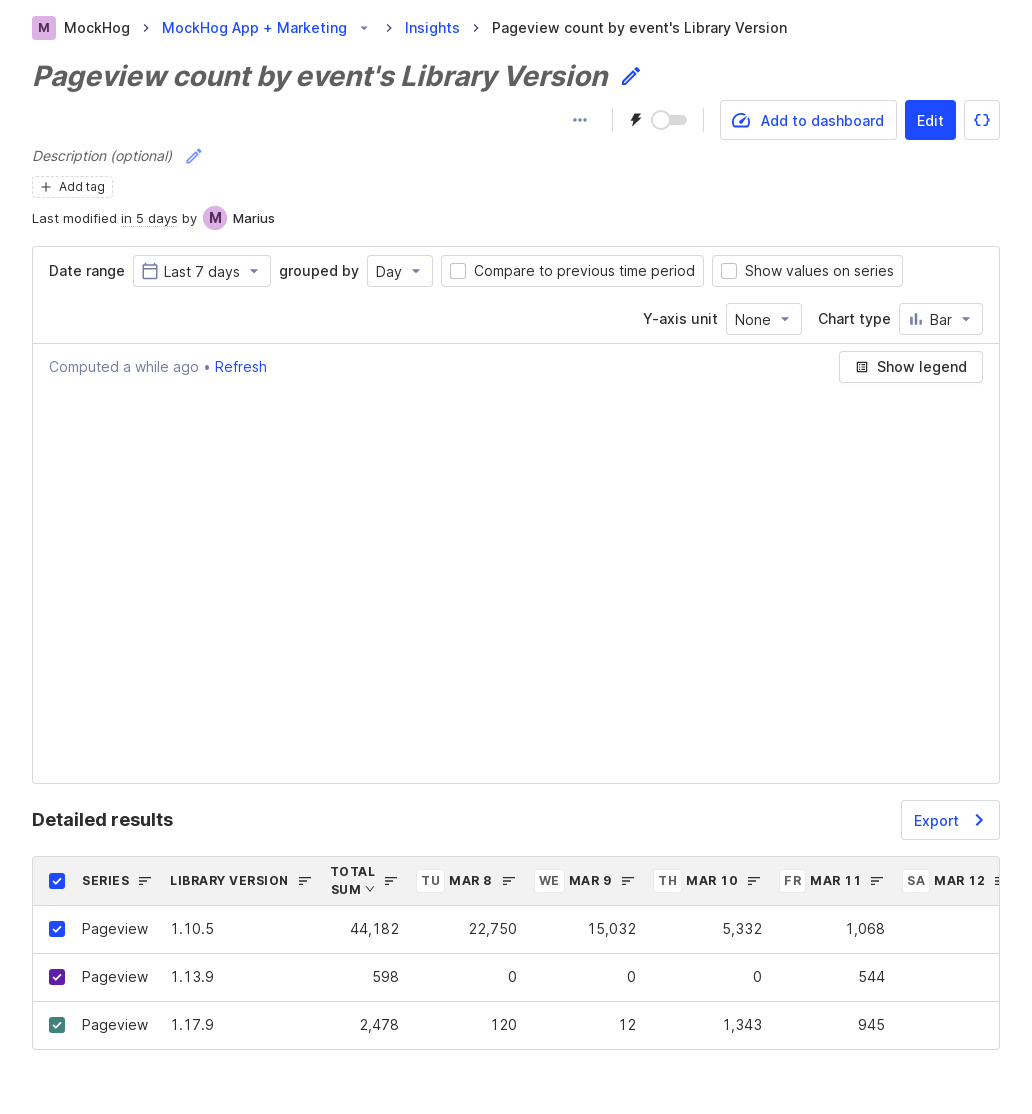 M MockHog MockHog App + Marketing Insights Pageview count by event's Library Version
Pageview count by event's Library Version
Add to dashboard Edit
Description (optional)
Add tag
Last modified in 5 days by M Marius
Date range Last 7 days grouped by Day Compare to previous time period Show values on series
Y-axis unit None Chart type Bar
Computed a while ago • Refresh Show legend
Detailed results Export
SERIES LIBRARY VERSION TOTAL SUM TU MAR 8 WE MAR 9 TH MAR 10 FR MAR 11 SA MAR 12
Pageview 1.10.5 44,182 22,750 15,032 5,332 1,068
Pageview 1.13.9 598 0 0 0 544
Pageview 1.17.9 2,478 120 12 1,343 945